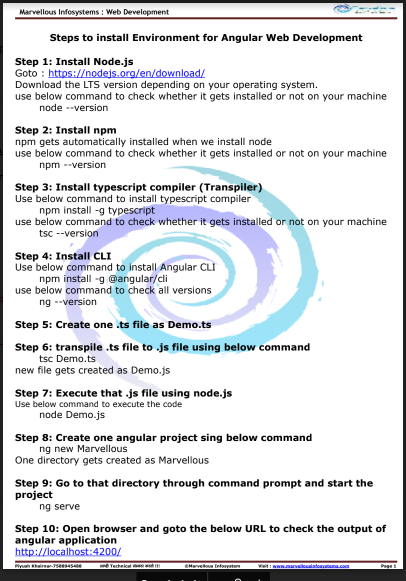 Marvellous Infosystems : Web Development
Steps to install Environment for Angular Web Development
Step 1: Install Node.js
Goto : https://nodejs.org/en/download/
Download the LTS version depending on your operating system.
use below command to check whether it gets installed or not on your machine
node --version
Step 2: Install npm
npm gets automatically installed when we install node
use below command to check whether it gets installed or not on your machine
npm --version
Step 3: Install typescript compiler (Transpiler)
Use below command to install typescript compiler
npm install -g typescript
use below command to check whether it gets installed or not on your machine
tsc --version
Step 4: Install CLI
Use below command to install Angular CLI
npm install -g @angular/cli
use below command to check all versions
ng --version
Step 5: Create one .ts file as Demo.ts
Step 6: transpile .ts file to .js file using below command
tsc Demo.ts
new file gets created as Demo.js
Step 7: Execute that .js file using node.js
Use below command to execute the code
node Demo.js
Step 8: Create one angular project sing below command
ng new Marvellous
One directory gets created as Marvellous
Step 9: Go to that directory through command prompt and start the
project
ng serve
Step 10: Open browser and goto the below URL to check the output of
angular application
http://localhost:4200/
Piyush Khairnar-7588945488 आम्ही Technical संस्कार करतो !!! ©Marvellous Infosystem Visit : www.marvellousinfosystems.com Page 1